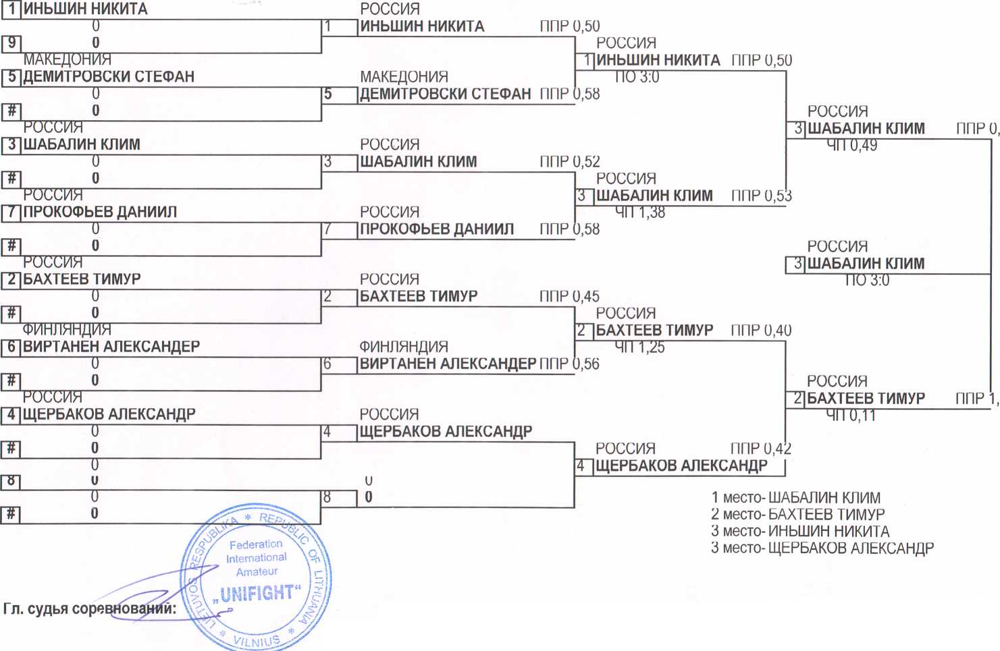 1 ИНЬШИН НИКИТА
0
9 0
МАКЕДОНИЯ
5 ДЕМИТРОВСКИ СТЕФАН
0
# 0
РОССИЯ
3 ШАБАЛИН КЛИМ
0
# 0
РОССИЯ
7 ПРОКОФЬЕВ ДАНИИЛ
0
# 0
РОССИЯ
2 БАХТЕЕВ ТИМУР
0
# 0
ФИНЛЯНДИЯ
6 ВИРТАНЕН АЛЕКСАНДЕР
0
# 0
РОССИЯ
4 ЩЕРБАКОВ АЛЕКСАНДР
0
# 0
0
8 0
0
# 0
РОССИЯ
1 ИНЬШИН НИКИТА ППР 0,50
МАКЕДОНИЯ
5 ДЕМИТРОВСКИ СТЕФАН ППР 0,58
РОССИЯ
3 ШАБАЛИН КЛИМ ППР 0,52
РОССИЯ
7 ПРОКОФЬЕВ ДАНИИЛ ППР 0,58
РОССИЯ
2 БАХТЕЕВ ТИМУР ППР 0,45
ФИНЛЯНДИЯ
6 ВИРТАНЕН АЛЕКСАНДЕР ППР 0,56
РОССИЯ
4 ЩЕРБАКОВ АЛЕКСАНДР
0
8 0
РОССИЯ
1 ИНЬШИН НИКИТА ППР 0,50
ПО 3:0
РОССИЯ
3 ШАБАЛИН КЛИМ ППР 0,53
ЧП 1,38
РОССИЯ
2 БАХТЕЕВ ТИМУР ППР 0,40
ЧП 1,25
РОССИЯ ППР 0,42
4 ЩЕРБАКОВ АЛЕКСАНДР
РОССИЯ
3 ШАБАЛИН КЛИМ ППР 0,
ЧП 0,49
РОССИЯ
3 ШАБАЛИН КЛИМ
ПО 3:0
РОССИЯ
2 БАХТЕЕВ ТИМУР ППР 1,
ЧП 0,11
1 место- ШАБАЛИН КЛИМ
2 место- БАХТЕЕВ ТИМУР
3 место- ИНЬШИН НИКИТА
3 место- ЩЕРБАКОВ АЛЕКСАНДР
Гл. судья соревнований:
LIETUVOS RESPUBLIKA * REPUBLIC OF LITHUANIA * VILNIUS *
Federation
International
Amateur
„UNIFIGHT“